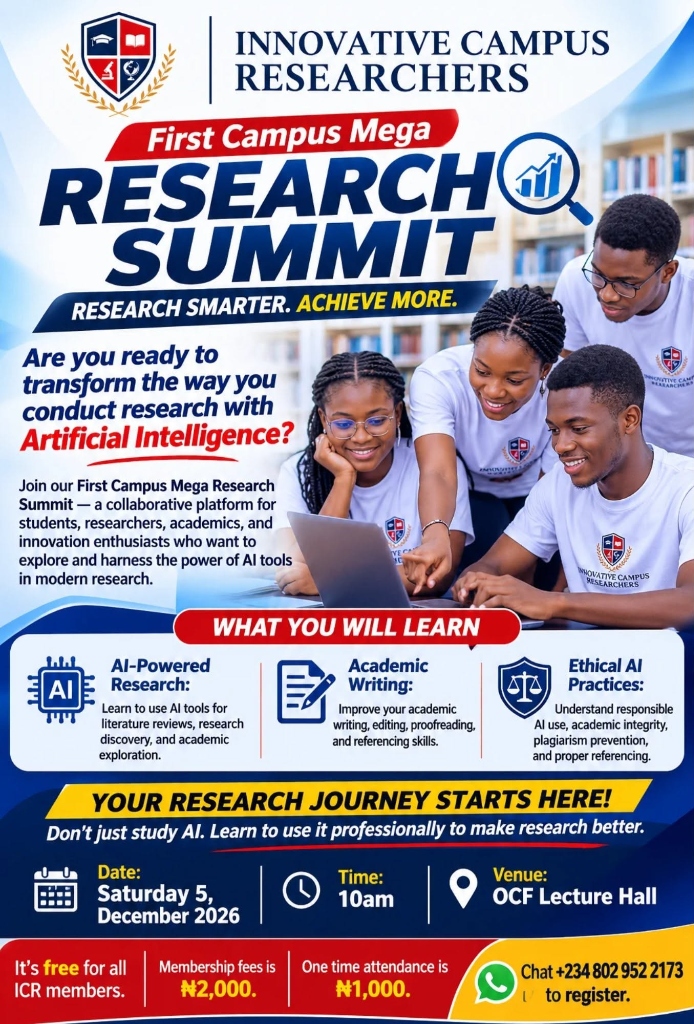 INNOVATIVE CAMPUS
RESEARCHERS
First Campus Mega
RESEARCH
SUMMIT
RESEARCH SMARTER. ACHIEVE MORE.
Are you ready to
transform the way you
conduct research with
Artificial Intelligence?
Join our First Campus Mega Research
Summit — a collaborative platform for
students, researchers, academics, and
innovation enthusiasts who want to
explore and harness the power of AI tools
in modern research.
INNOVATIVE CAMPUS
RESEARCHERS
WHAT YOU WILL LEARN
AI
AI-Powered
Research:
Learn to use AI tools for
literature reviews, research
discovery, and academic
exploration.
Academic
Writing:
Improve your academic
writing, editing, proofreading,
and referencing skills.
Ethical AI
Practices:
Understand responsible
AI use, academic integrity,
plagiarism prevention,
and proper referencing.
YOUR RESEARCH JOURNEY STARTS HERE!
Don't just study AI. Learn to use it professionally to make research better.
Date:
Saturday 5,
December 2026
Time:
10am
Venue:
OCF Lecture Hall
It's free for all
ICR members.
Membership fees is
₦2,000.
One time attendance is
₦1,000.
Chat +234 802 952 2173
to register.